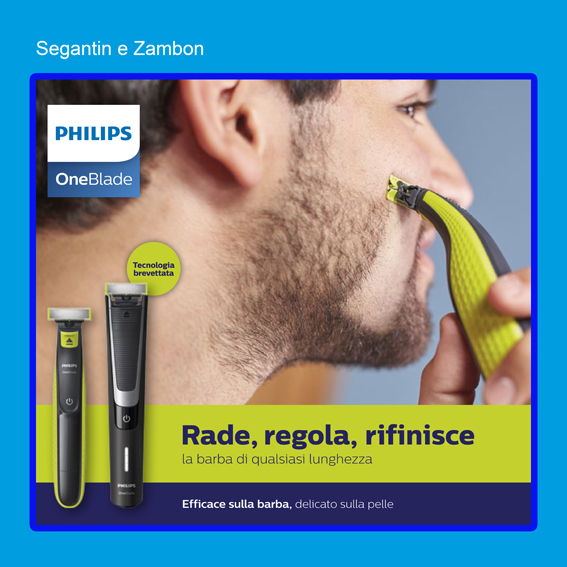 Segantin e Zambon
PHILIPS
OneBlade
Tecnologia
brevettata
PHILIPS
Rade, regola, rifinisce
la barba di qualsiasi lunghezza
PHILIPS
OneBlade
Efficace sulla barba, delicato sulla pelle